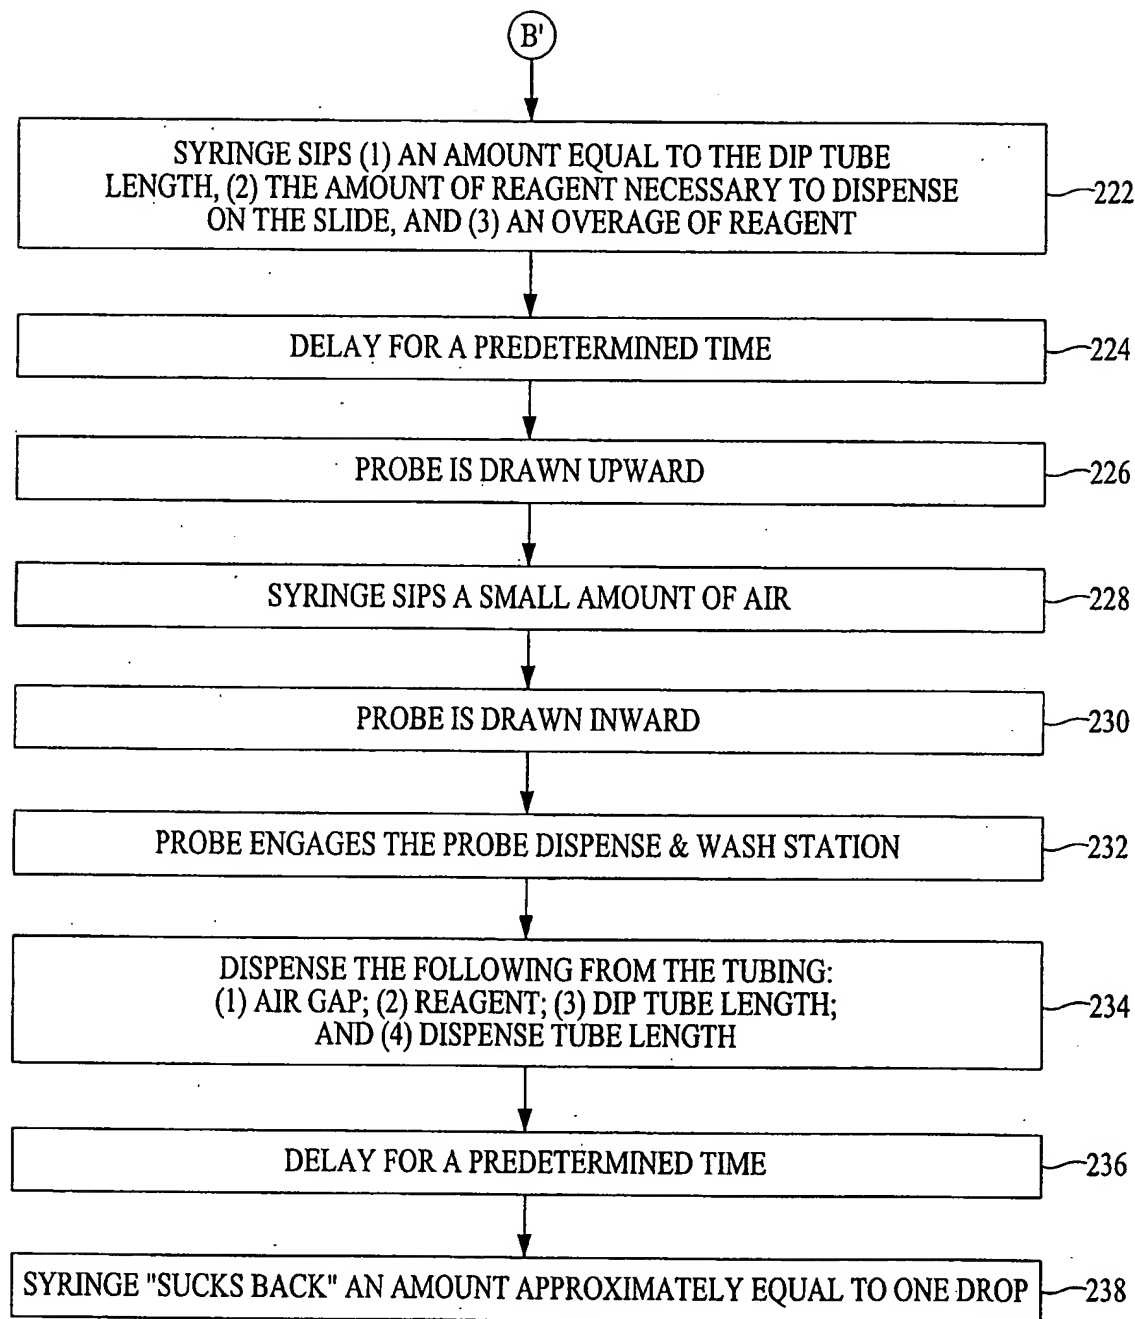 B'
SYRINGE SIPS (1) AN AMOUNT EQUAL TO THE DIP TUBE
LENGTH, (2) THE AMOUNT OF REAGENT NECESSARY TO DISPENSE
ON THE SLIDE, AND (3) AN OVERAGE OF REAGENT
222
DELAY FOR A PREDETERMINED TIME
224
PROBE IS DRAWN UPWARD
226
SYRINGE SIPS A SMALL AMOUNT OF AIR
228
PROBE IS DRAWN INWARD
230
PROBE ENGAGES THE PROBE DISPENSE & WASH STATION
232
DISPENSE THE FOLLOWING FROM THE TUBING:
(1) AIR GAP; (2) REAGENT; (3) DIP TUBE LENGTH;
AND (4) DISPENSE TUBE LENGTH
234
DELAY FOR A PREDETERMINED TIME
236
SYRINGE "SUCKS BACK" AN AMOUNT APPROXIMATELY EQUAL TO ONE DROP
238